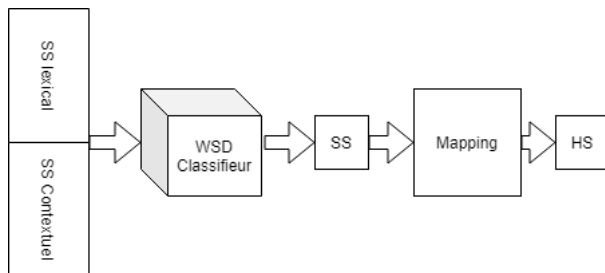 SS lexical
SS Contextuel
WSD
Classifieur
SS
Mapping
HS